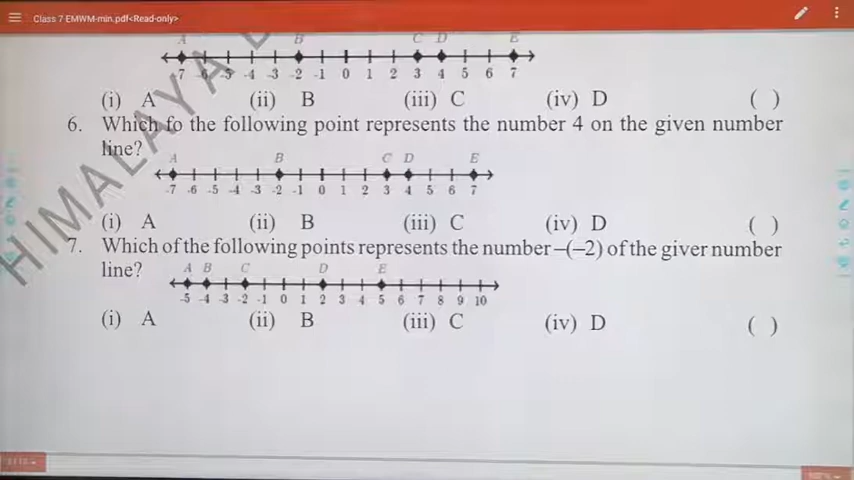 Class 7 EMWM-min.pdf<Read-only>
A B C D E
-7 -6 -5 -4 -3 -2 -1 0 1 2 3 4 5 6 7
(i) A (ii) B (iii) C (iv) D ( )
6. Which fo the following point represents the number 4 on the given number
line?
A B C D E
-7 -6 -5 -4 -3 -2 -1 0 1 2 3 4 5 6 7
(i) A (ii) B (iii) C (iv) D ( )
7. Which of the following points represents the number –(–2) of the giver number
line?
A B C D E
-5 -4 -3 -2 -1 0 1 2 3 4 5 6 7 8 9 10
(i) A (ii) B (iii) C (iv) D ( )
HIMALAYA